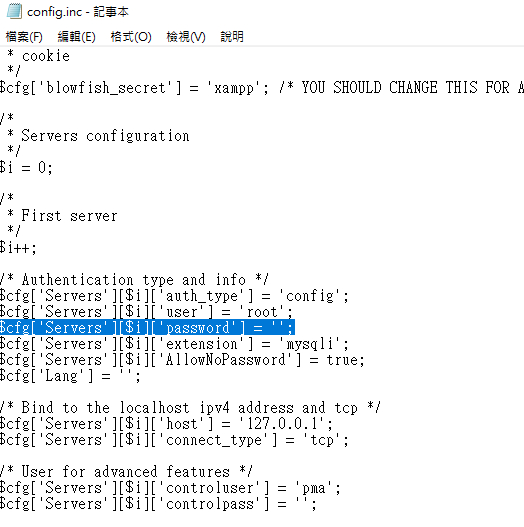 config.inc - 記事本
檔案(F) 編輯(E) 格式(O) 檢視(V) 說明
* cookie
*/
$cfg['blowfish_secret'] = 'xampp'; /* YOU SHOULD CHANGE THIS FOR A
/*
* Servers configuration
*/
$i = 0;
/*
* First server
*/
$i++;
/* Authentication type and info */
$cfg['Servers'][$i]['auth_type'] = 'config';
$cfg['Servers'][$i]['user'] = 'root';
$cfg['Servers'][$i]['password'] = '';
$cfg['Servers'][$i]['extension'] = 'mysqli';
$cfg['Servers'][$i]['AllowNoPassword'] = true;
$cfg['Lang'] = '';
/* Bind to the localhost ipv4 address and tcp */
$cfg['Servers'][$i]['host'] = '127.0.0.1';
$cfg['Servers'][$i]['connect_type'] = 'tcp';
/* User for advanced features */
$cfg['Servers'][$i]['controluser'] = 'pma';
$cfg['Servers'][$i]['controlpass'] = '';